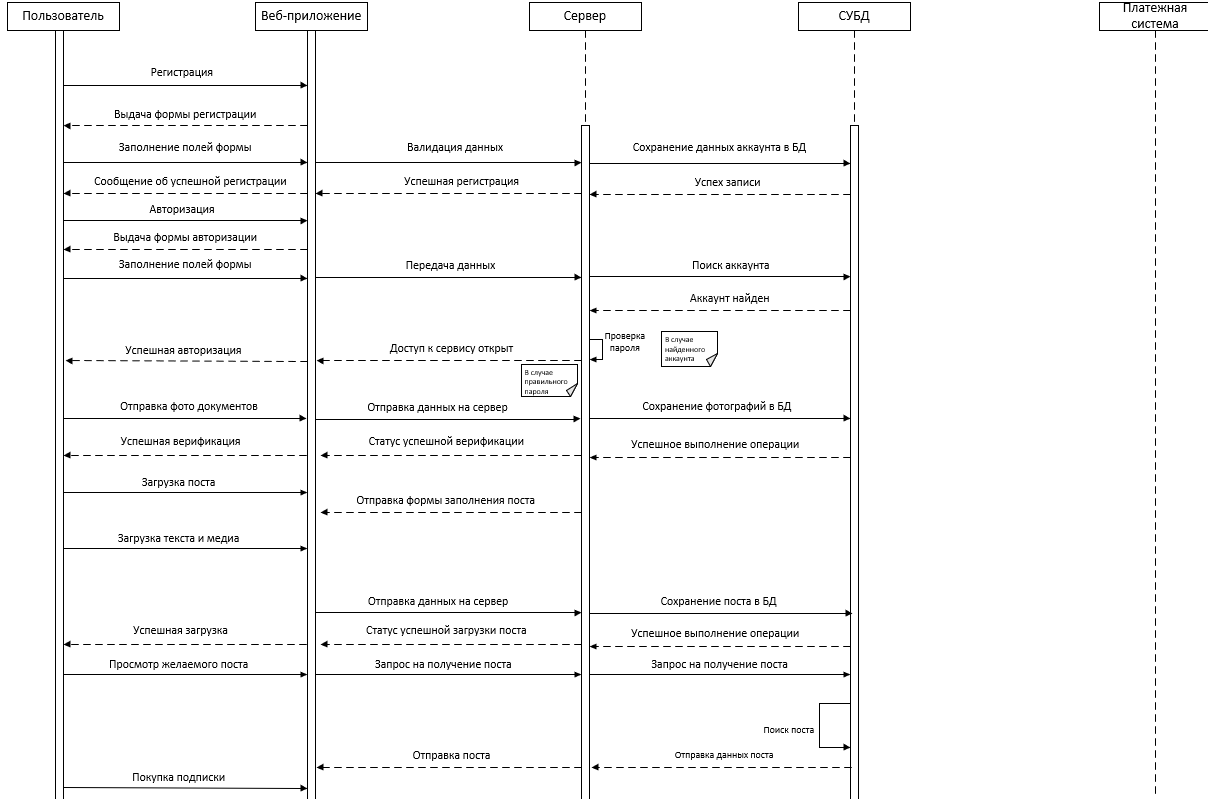 Пользователь
Веб-приложение
Сервер
СУБД
Платежная
система
Регистрация
Выдача формы регистрации
Заполнение полей формы
Валидация данных
Сохранение данных аккаунта в БД
Сообщение об успешной регистрации
Успешная регистрация
Успех записи
Авторизация
Выдача формы авторизации
Заполнение полей формы
Передача данных
Поиск аккаунта
Аккаунт найден
Проверка
пароля
В случае
найденного
аккаунта
Успешная авторизация
Доступ к сервису открыт
В случае
правильного
пароля
Отправка фото документов
Отправка данных на сервер
Сохранение фотографий в БД
Успешная верификация
Статус успешной верификации
Успешное выполнение операции
Загрузка поста
Отправка формы заполнения поста
Загрузка текста и медиа
Отправка данных на сервер
Сохранение поста в БД
Успешная загрузка
Статус успешной загрузки поста
Успешное выполнение операции
Просмотр желаемого поста
Запрос на получение поста
Запрос на получение поста
Поиск поста
Отправка поста
Отправка данных поста
Покупка подписки